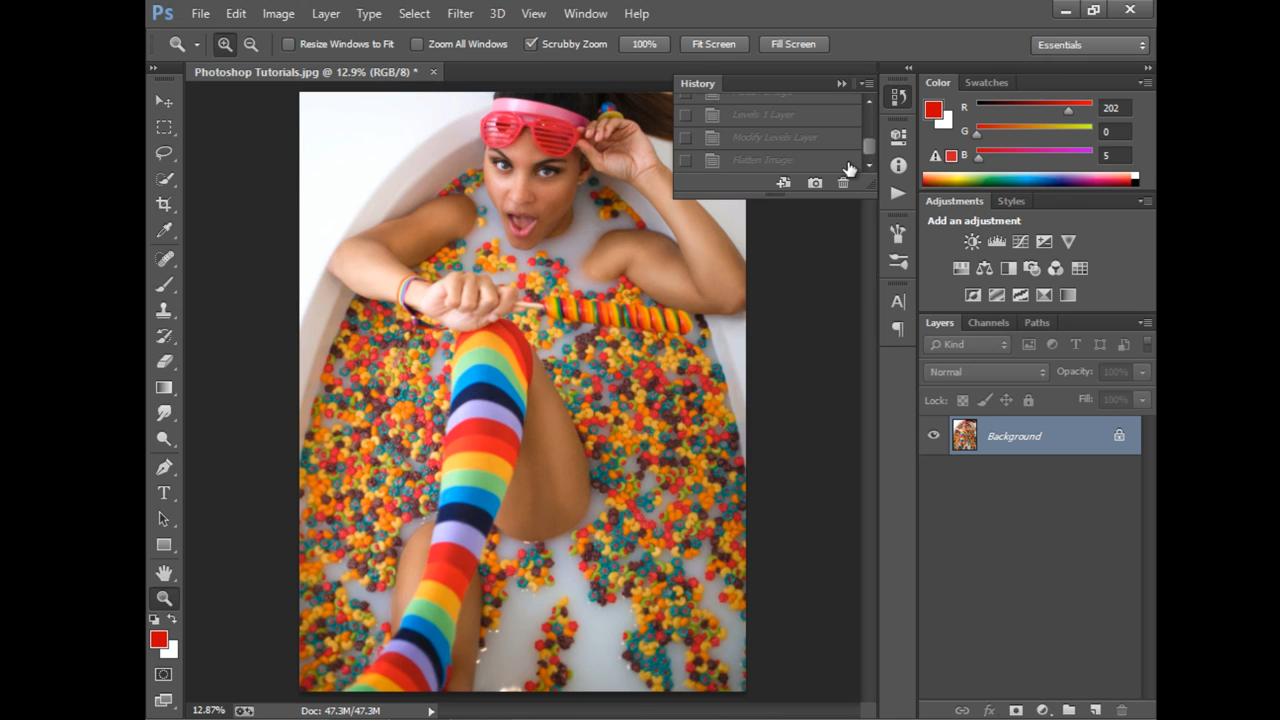 Ps File Edit Image Layer Type Select Filter 3D View Window Help
Resize Windows to Fit Zoom All Windows Scrubby Zoom 100% Fit Screen Fill Screen Essentials
Photoshop Tutorials.jpg @ 12.9% (RGB/8) * ×
History
Levels 1 Layer
Modify Levels Layer
Flatten Image
Color Swatches
R 202
G 0
B 5
Adjustments Styles
Add an adjustment
Layers Channels Paths
Kind T
Normal Opacity: 100%
Lock: Fill: 100%
Background
fx
A
T
12.87% Doc: 47.3M/47.3M